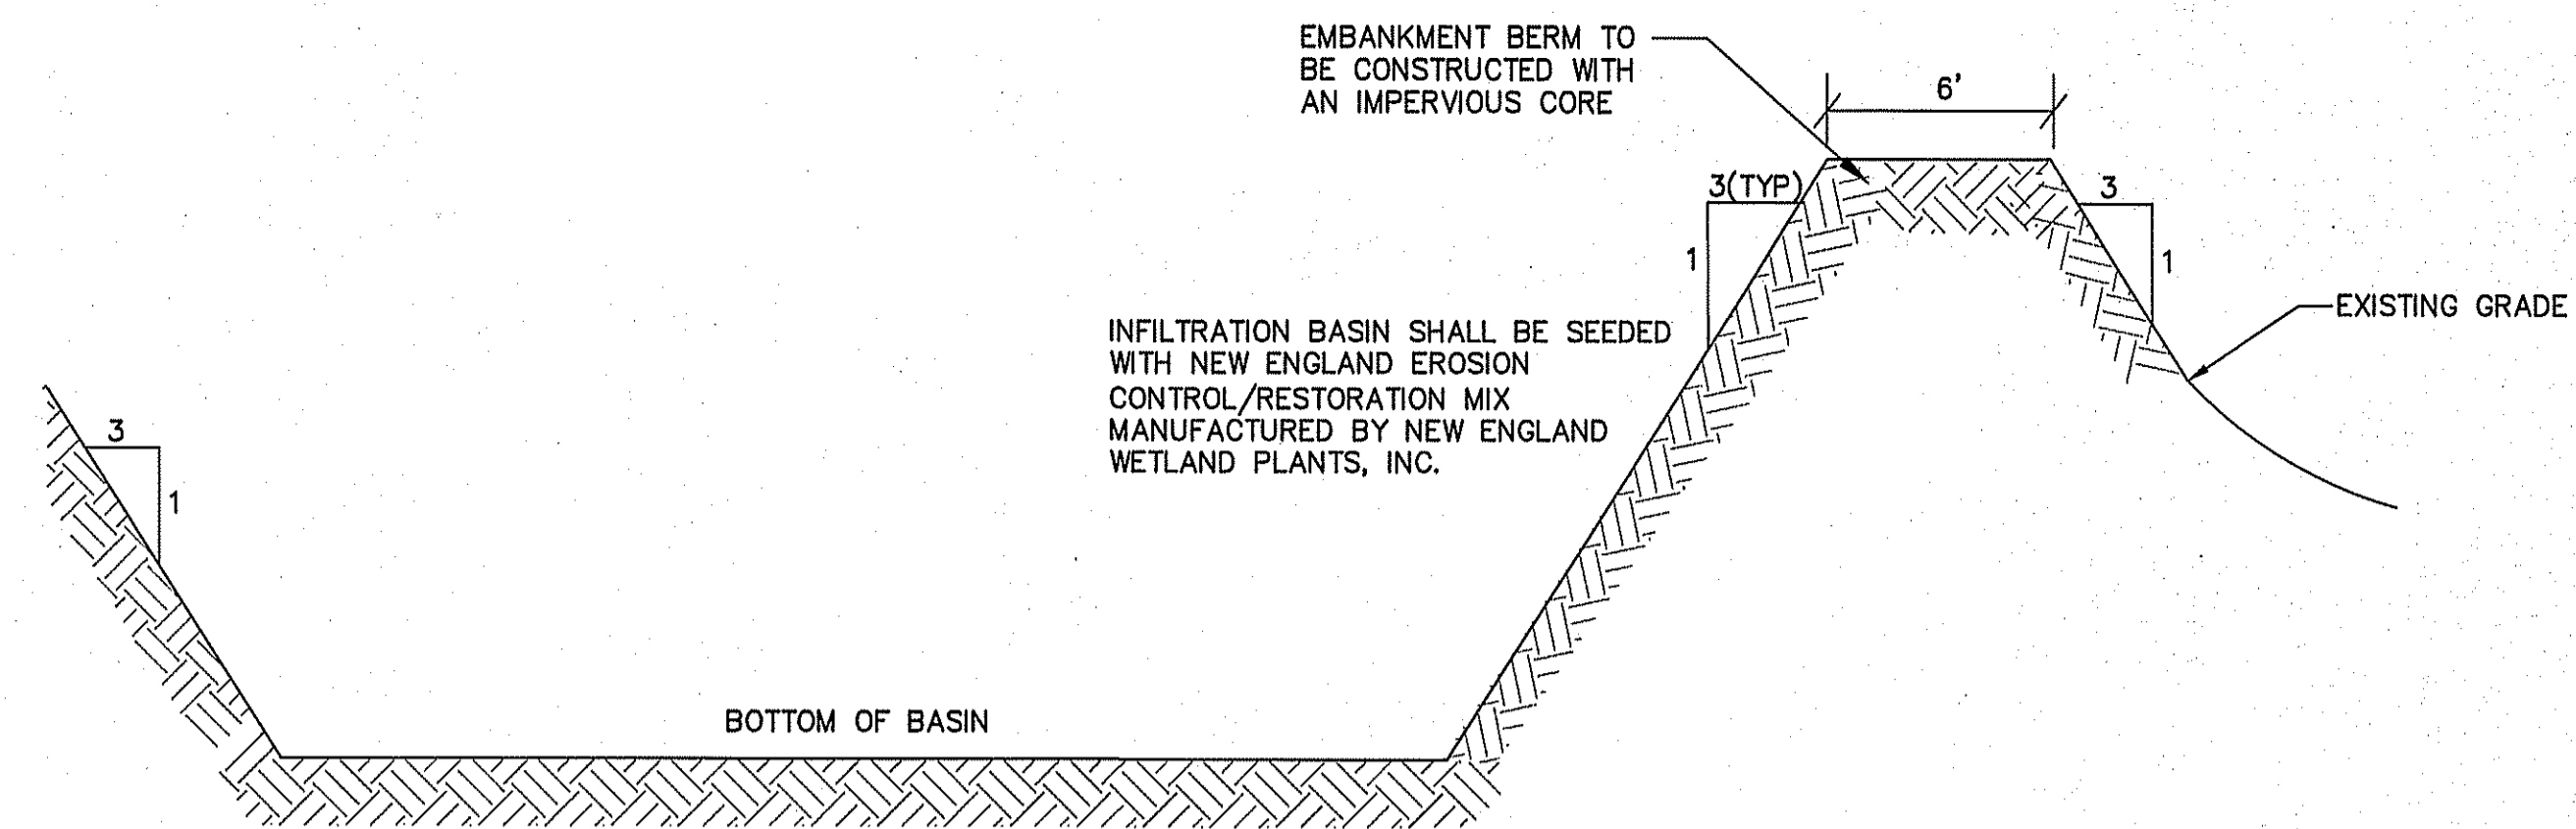 EMBANKMENT BERM TO
BE CONSTRUCTED WITH
AN IMPERVIOUS CORE
6'
3(TYP)
1
3
1
EXISTING GRADE
INFILTRATION BASIN SHALL BE SEEDED
WITH NEW ENGLAND EROSION
CONTROL/RESTORATION MIX
MANUFACTURED BY NEW ENGLAND
WETLAND PLANTS, INC.
3
1
BOTTOM OF BASIN